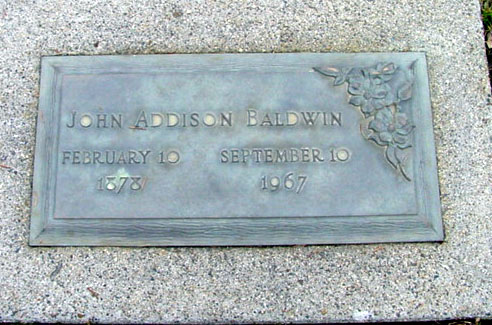 JOHN ADDISON BALDWIN
FEBRUARY 10 SEPTEMBER 10
1878 1967